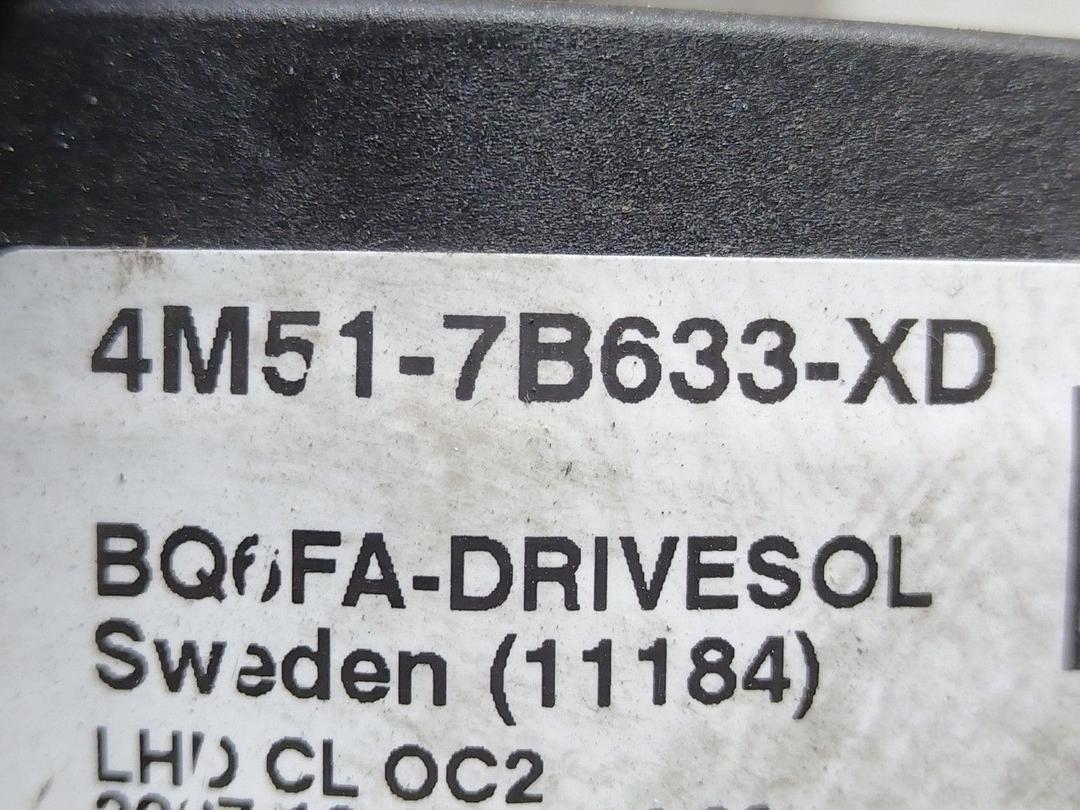 4M51-7B633-XD
BQ6FA-DRIVESOL
Sweden (11184)
LHD CL OC2